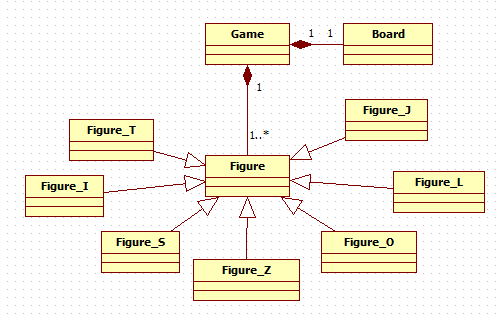 Game
1 1
Board
1
1..*
Figure_J
Figure_T
Figure
Figure_I
Figure_L
Figure_S
Figure_O
Figure_Z